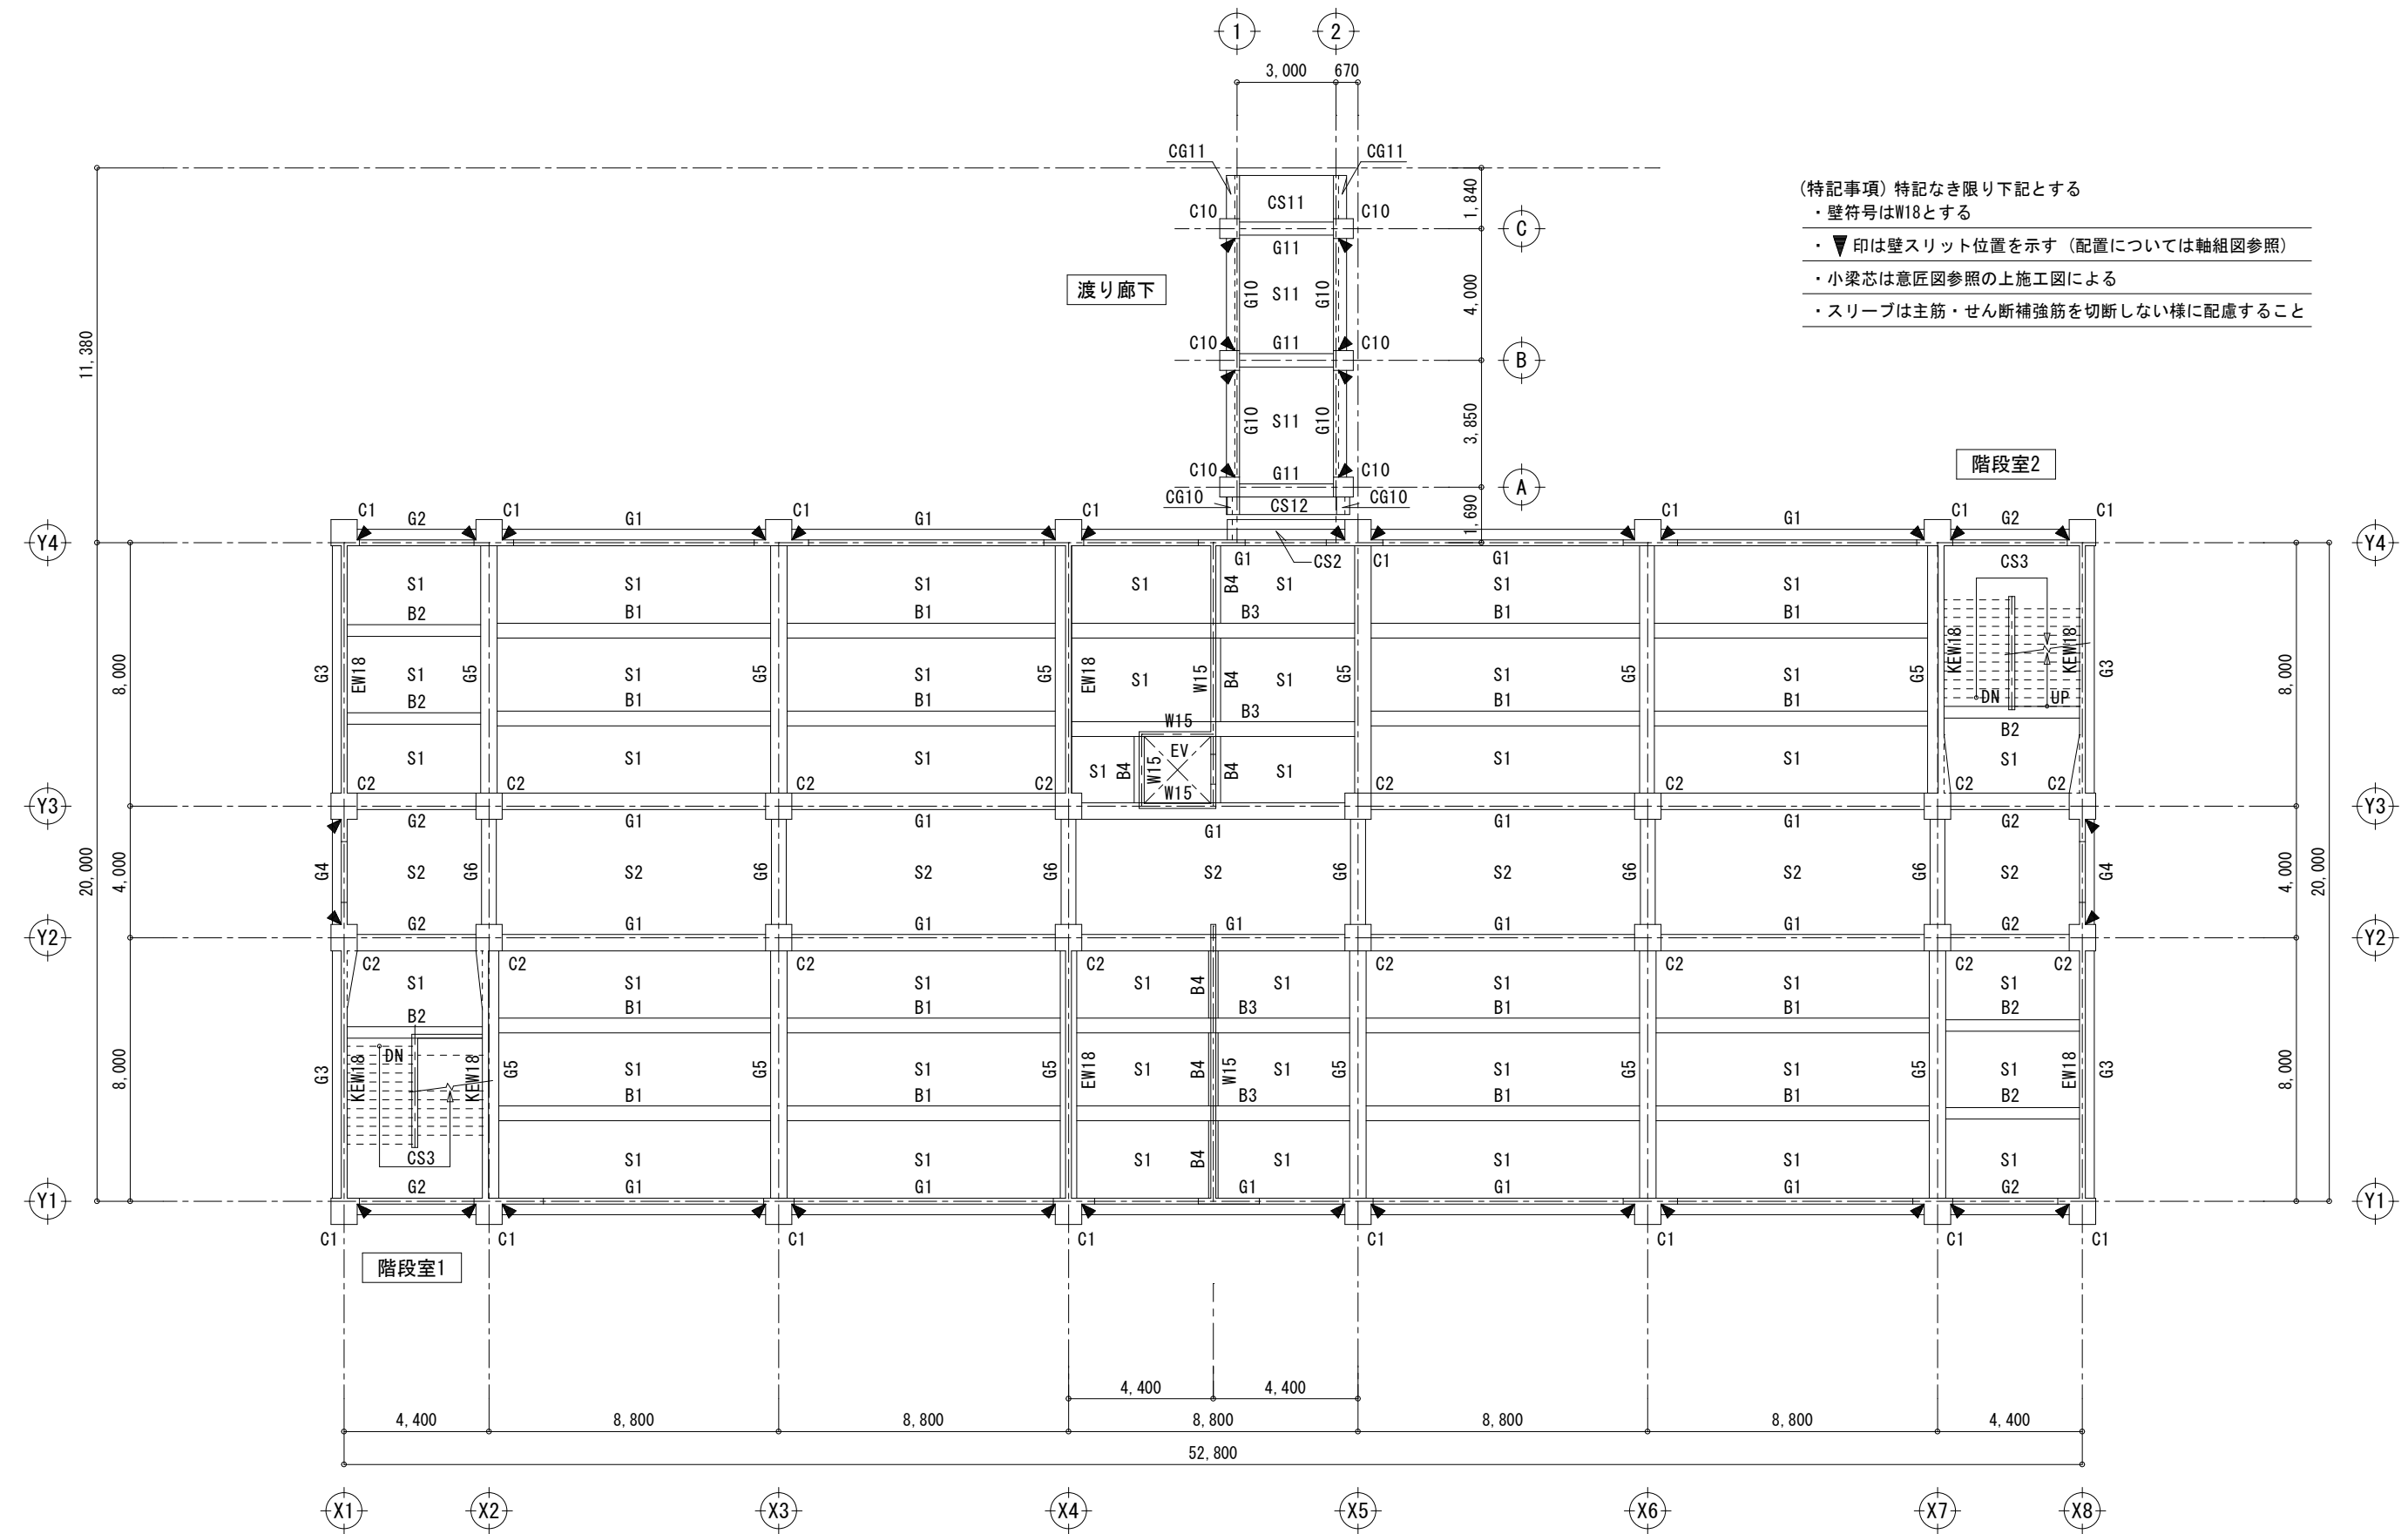 1 2
3,000 670
CG11 CG11
1,840
(特記事項) 特記なき限り下記とする
CS11
・壁符号はW18とする
C10 C10
C
G11
・▼印は壁スリット位置を示す (配置については軸組図参照)
・小梁芯は意匠図参照の上施工図による
渡り廊下 G10 S11 G10 4,000
・スリーブは主筋・せん断補強筋を切断しない様に配慮すること
11,380
C10 G11 C10
B
G10 S11 G10 3,850
階段室2
C10 G11 C10
A
CG10 CS12 CG10
1,690
C1 C1 C1 C1 C1 C1 C1
G2 G1 G1 G1 G2
Y4 Y4
G1 CS2 C1 G1 CS3
S1 S1 S1 S1 B4 S1 S1 S1
B2 B1 B1 B3 B1 B1
8,000 G3 EW18 G5 G5 G5 EW18 W15 B4 G5 G5 G5 KEW18 KEW18 G3 8,000
S1 S1 S1 S1 S1 S1 S1
B2 B1 B1 B3 B1 B1 DN UP
W15
B2
EV
S1 S1 S1 S1 B4 W15 B4 S1 S1 S1 S1
W15
C2 C2 C2 C2 C2 C2 C2 C2
Y3 Y3
G2 G1 G1 G1 G1 G1 G2
20,000 4,000 G4 S2 G6 S2 G6 S2 G6 S2 G6 S2 G6 S2 G6 S2 G4 4,000 20,000
G2 G1 G1 G1 G1 G1 G2
Y2 Y2
C2 C2 C2 C2 C2 C2 C2 C2
S1 S1 S1 S1 B4 S1 S1 S1 S1
B2 B1 B1 B3 B1 B1 B2
DN
8,000 G3 KEW18 KEW18 G5 S1 G5 S1 G5 EW18 S1 B4 W15 S1 G5 S1 G5 S1 G5 S1 EW18 G3 8,000
B1 B1 B3 B1 B1 B2
CS3 S1 S1 S1 B4 S1 S1 S1 S1
G2 G1 G1 G1 G1 G1 G2
Y1 Y1
C1 C1 C1 C1 C1 C1 C1 C1
階段室1
4,400 4,400
4,400 8,800 8,800 8,800 8,800 8,800 4,400
52,800
X1 X2 X3 X4 X5 X6 X7 X8